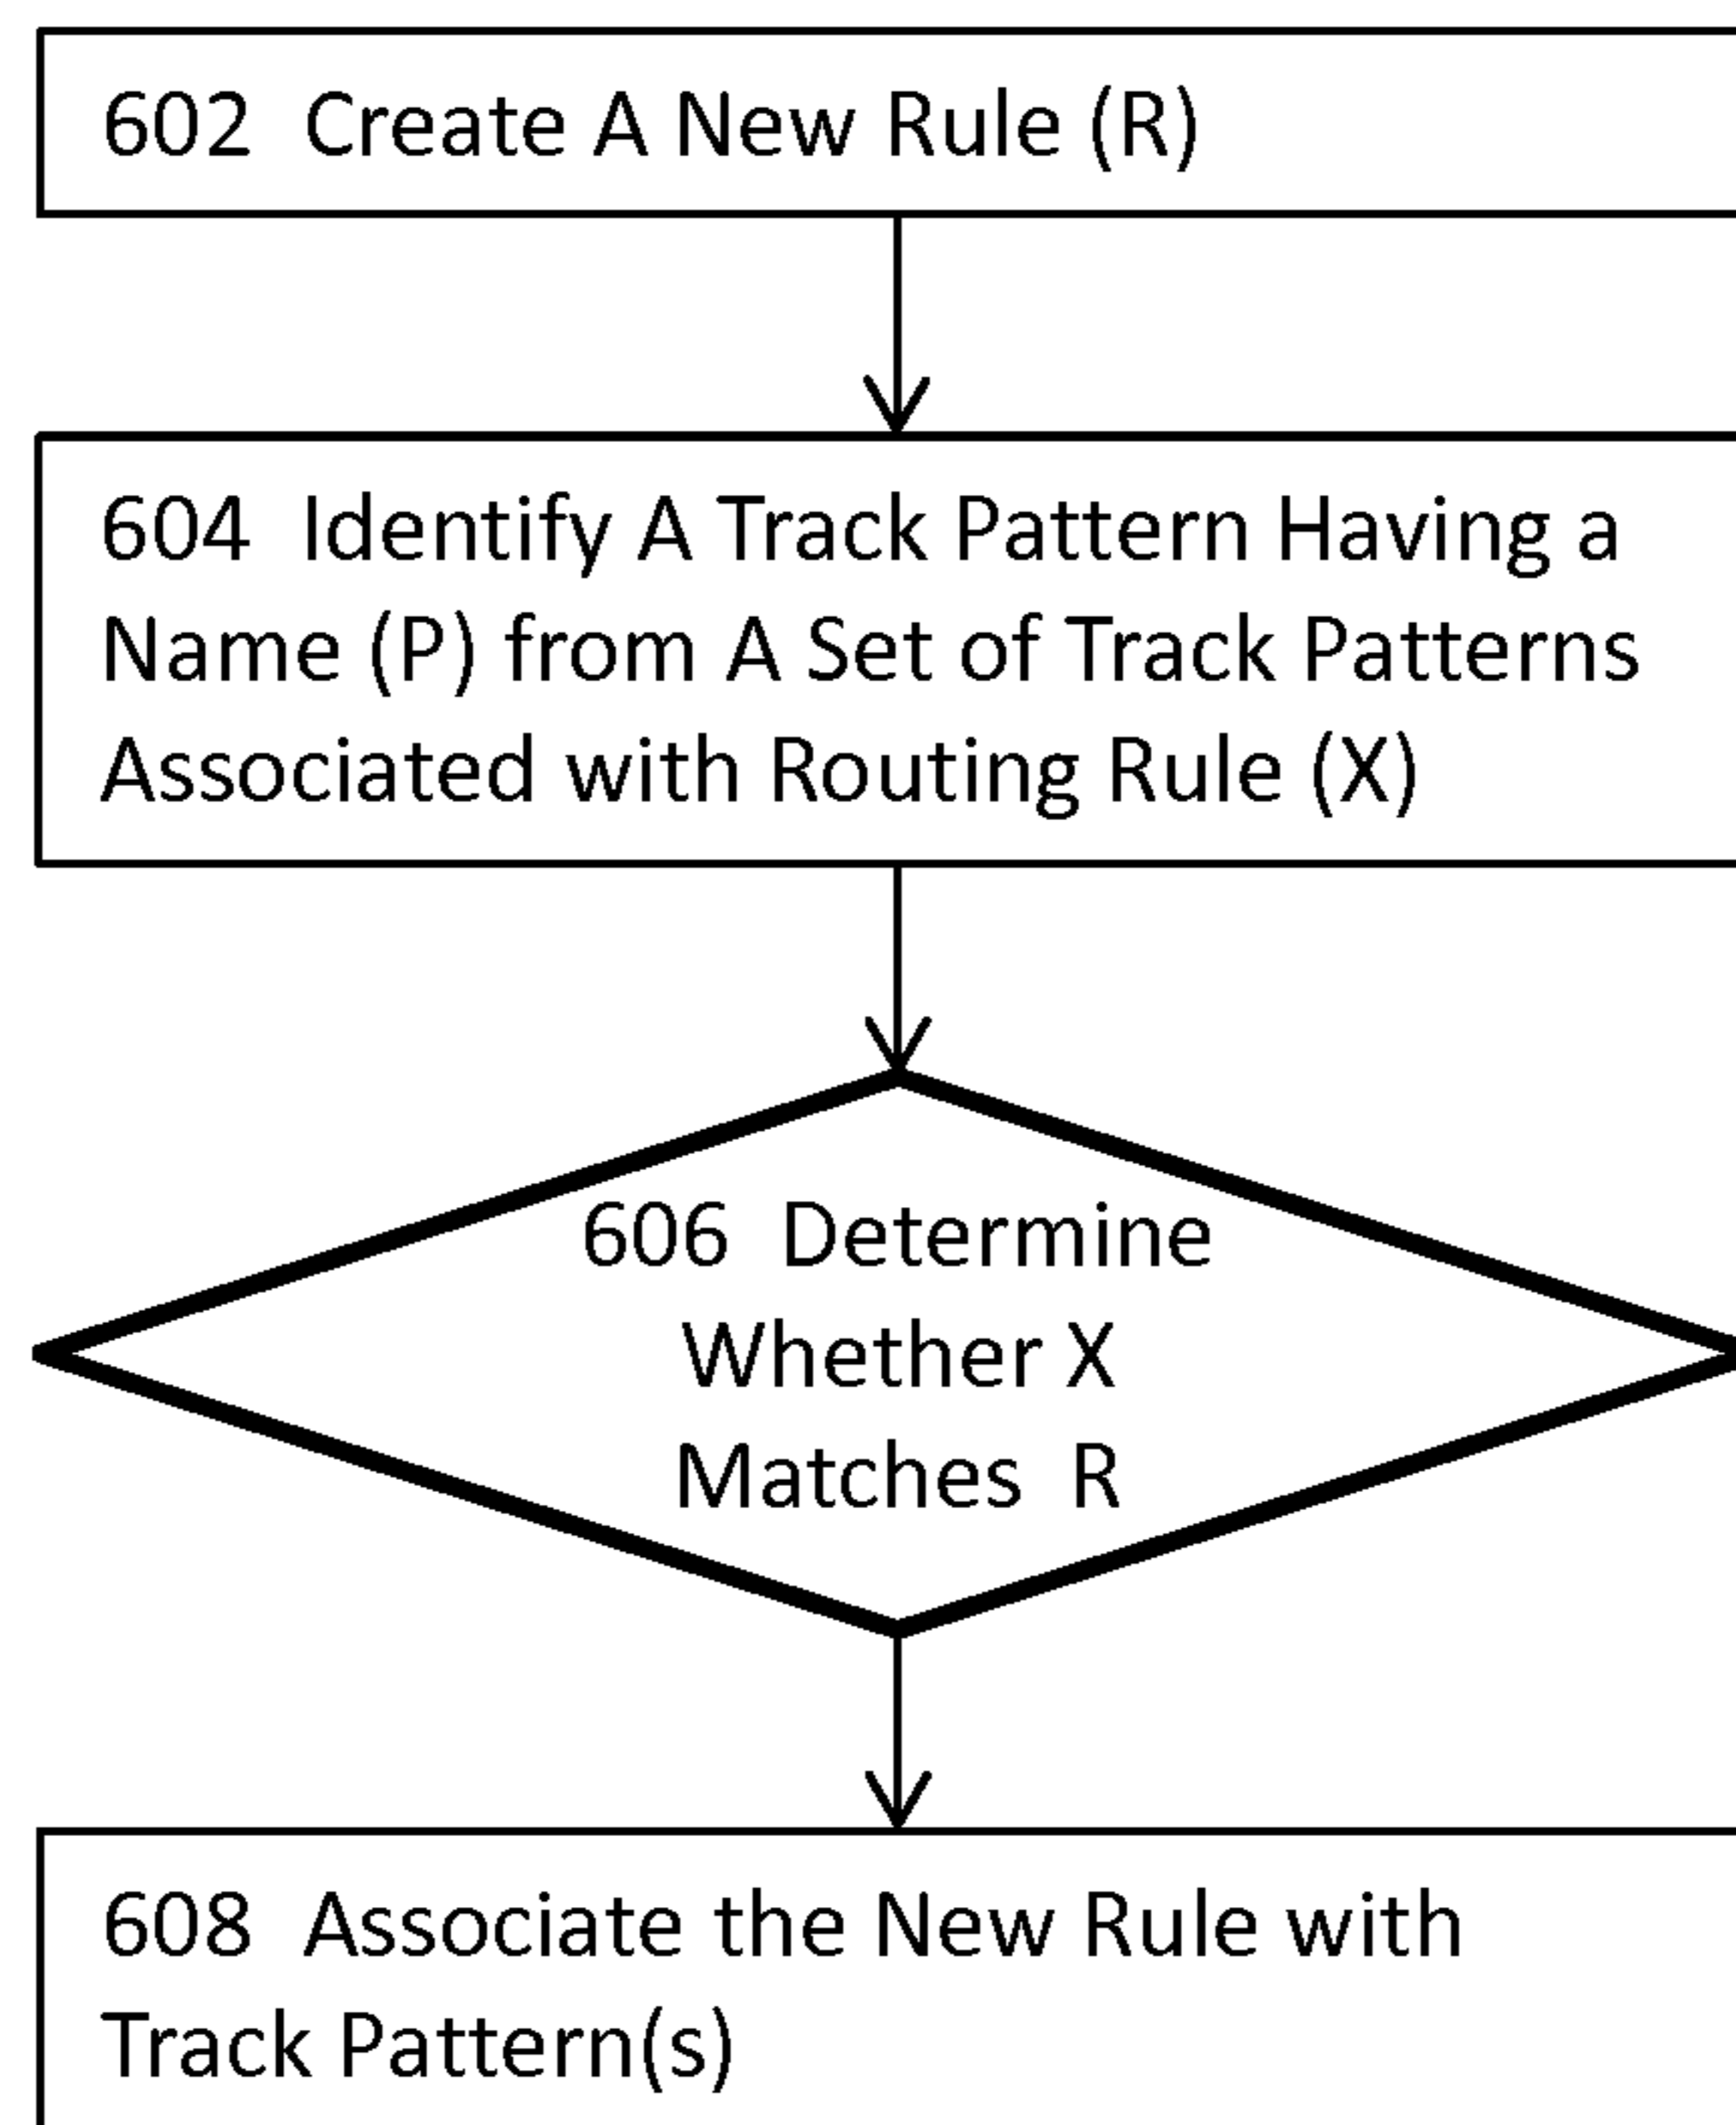 602 Create A New Rule (R)
604 Identify A Track Pattern Having a
Name (P) from A Set of Track Patterns
Associated with Routing Rule (X)
606 Determine
Whether X
Matches R
608 Associate the New Rule with
Track Pattern(s)